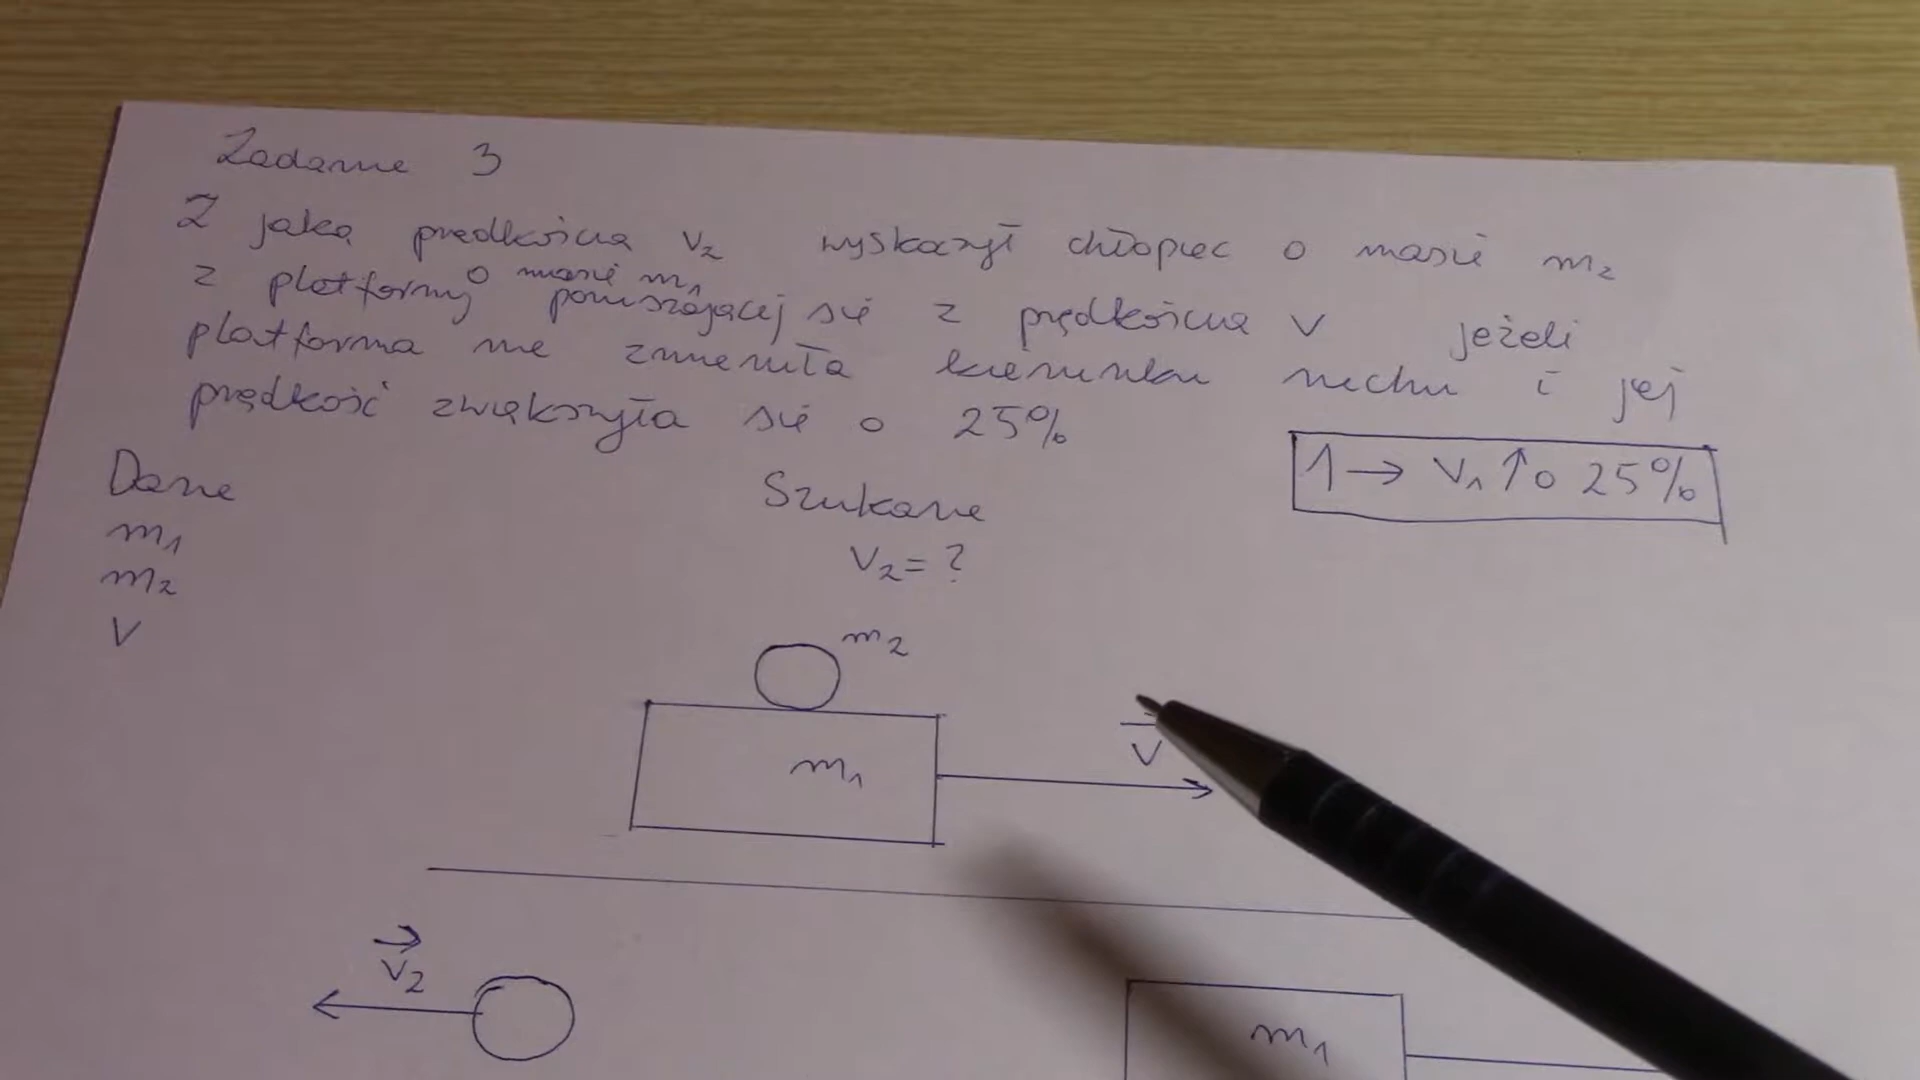 Zadanie 3
Z jaką prędkością v₂ wyskoczył chłopiec o masie m₂
z platformy o masie m₁ poruszającej się z prędkością v jeżeli
platforma nie zmieniła kierunku ruchu i jej
prędkość zwiększyła się o 25%
1 → v₁ ↑ o 25%
Dane
Szukane
m₁
v₂ = ?
m₂
v
m₂
m₁
v
v₂
m₁